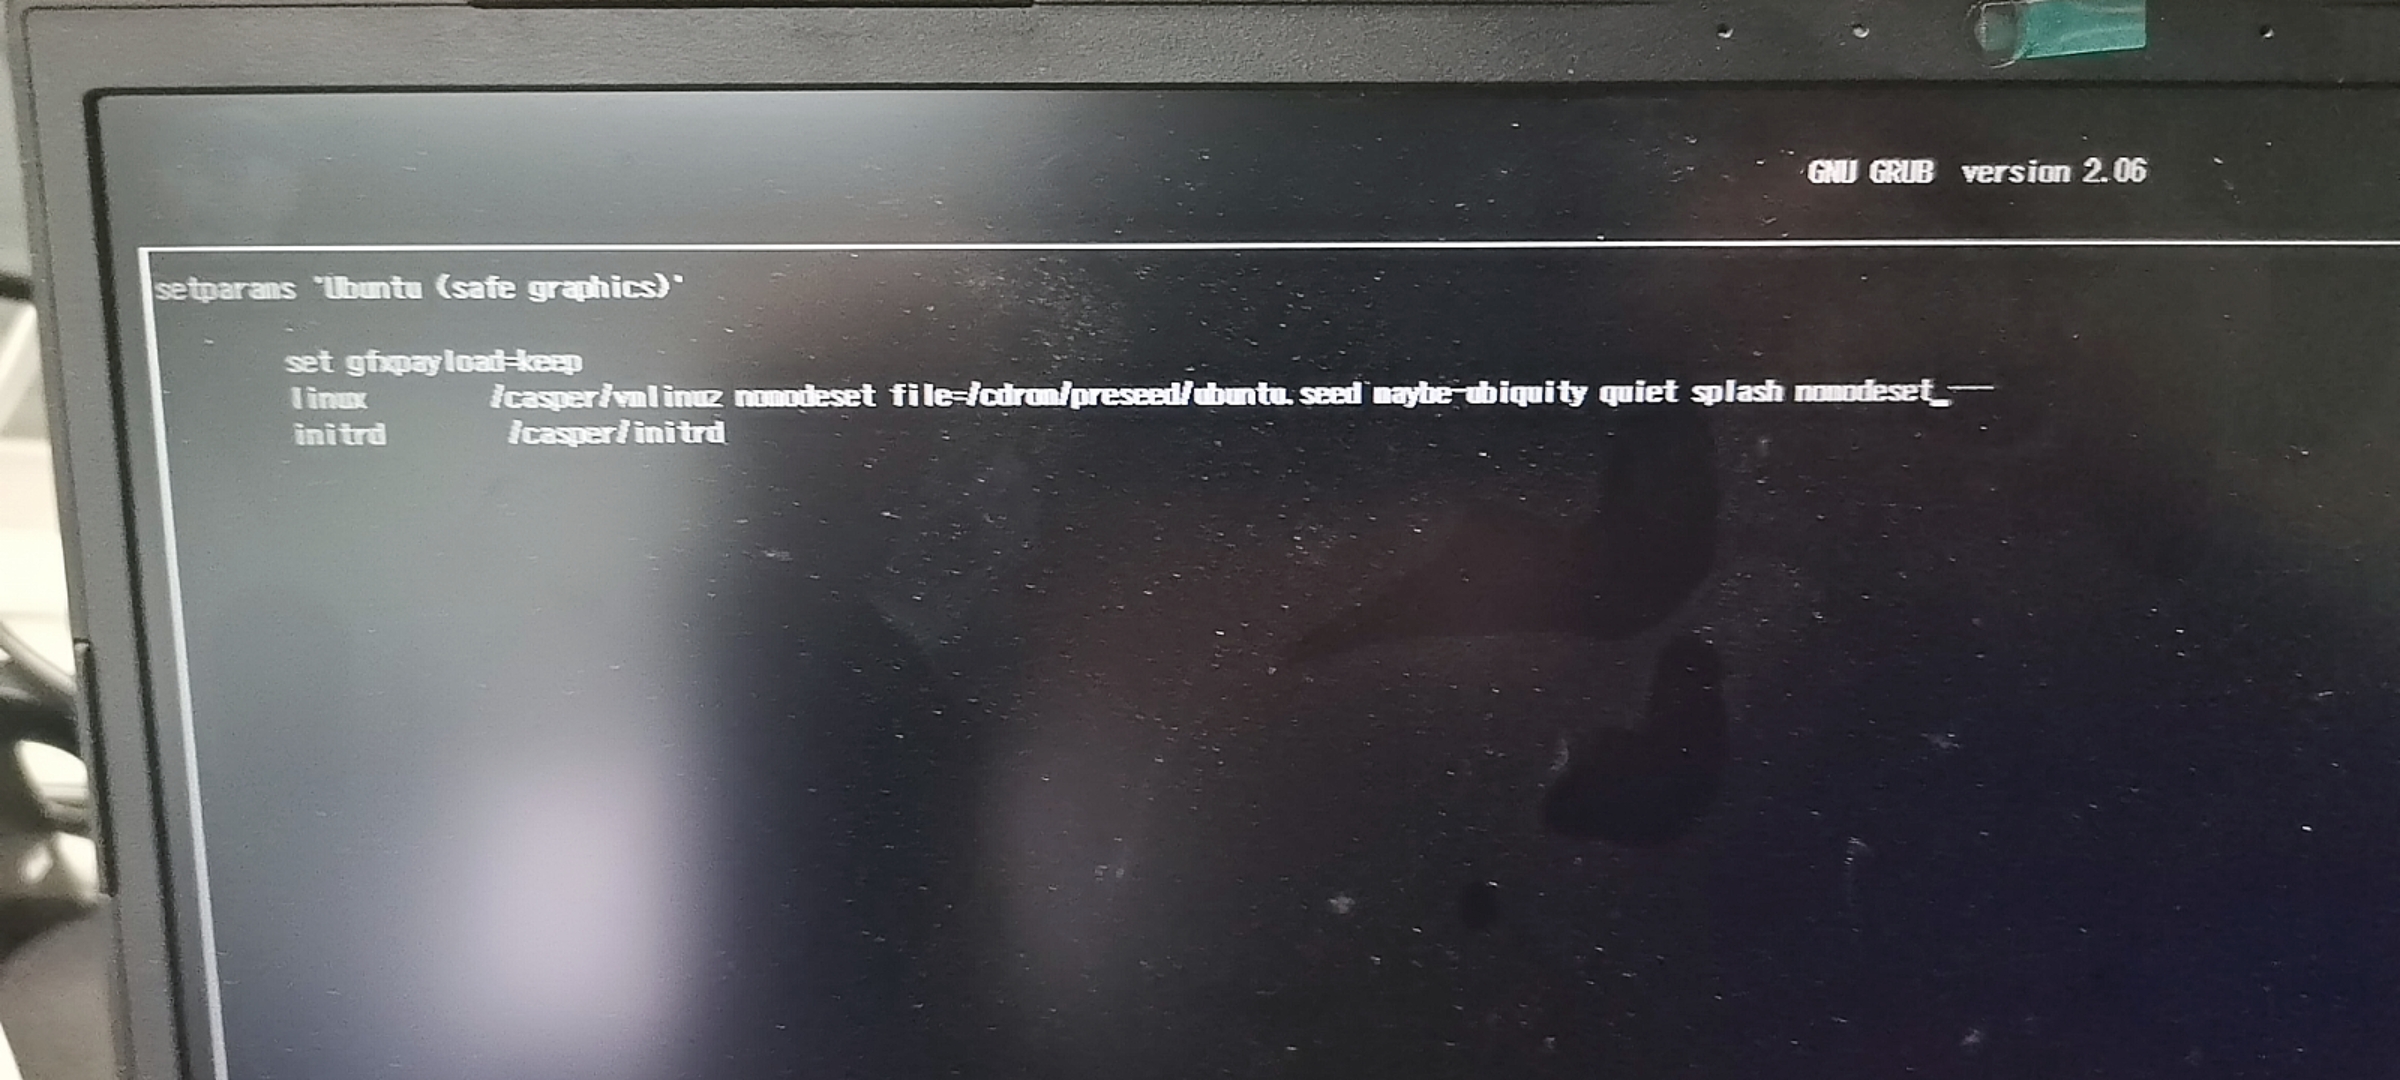 GNU GRUB version 2.06
setparams 'Ubuntu (safe graphics)'
set gfxpayload=keep
linux /casper/vmlinuz nomodeset file=/cdrom/preseed/ubuntu.seed maybe-ubiquity quiet splash nomodeset_---
initrd /casper/initrd